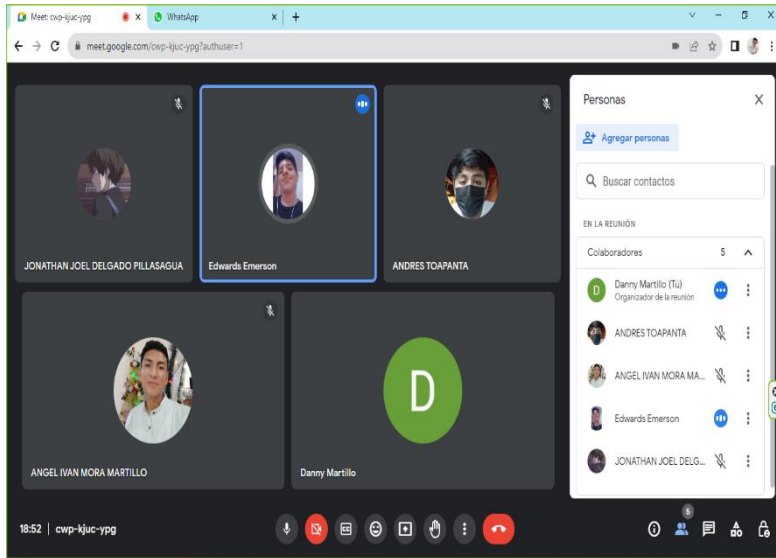 Meet: cwp-kjuc-ypg
WhatsApp
meet.google.com/cwp-kjuc-ypg?authuser=1
JONATHAN JOEL DELGADO PILLASAGUA
Edwards Emerson
ANDRES TOAPANTA
ANGEL IVAN MORA MARTILLO
D
Danny Martillo
Personas
Agregar personas
Buscar contactos
EN LA REUNIÓN
Colaboradores 5
D
Danny Martillo (Tú)
Organizador de la reunión
ANDRES TOAPANTA
ANGEL IVAN MORA MA...
Edwards Emerson
JONATHAN JOEL DELG...
18:52 | cwp-kjuc-ypg
5